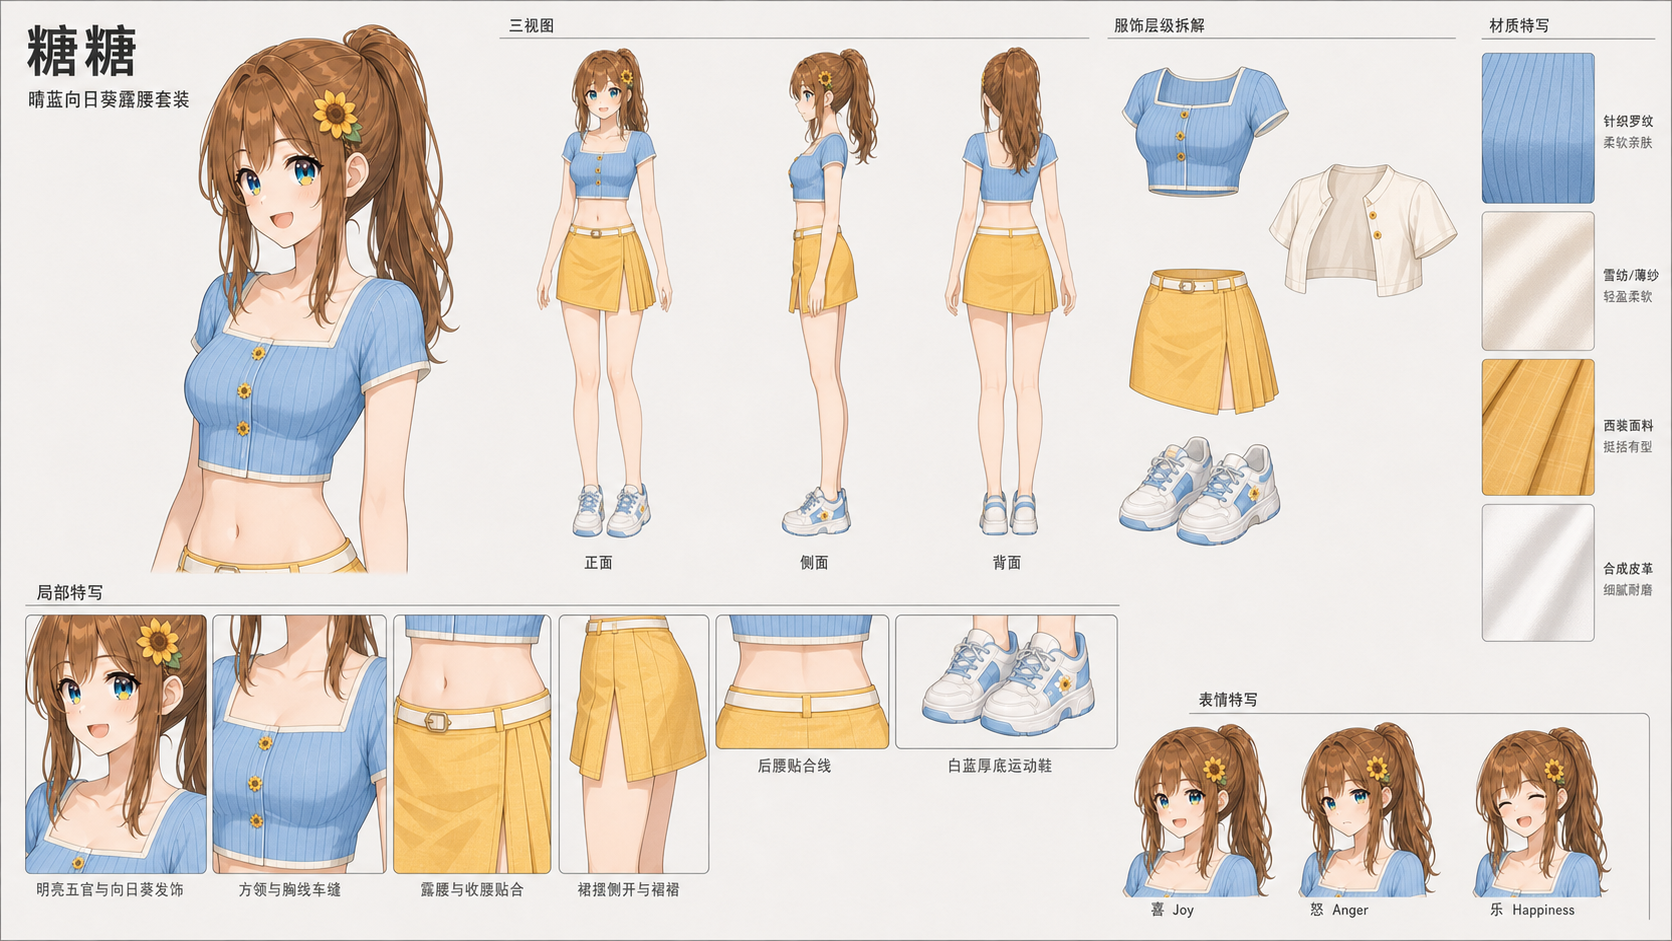 糖糖
晴蓝向日葵露腰套装
三视图
正面
侧面
背面
服饰层级拆解
材质特写
针织罗纹
柔软亲肤
雪纺/薄纱
轻盈柔软
西装面料
挺括有型
合成皮革
细腻耐磨
局部特写
明亮五官与向日葵发饰
方领与胸线车缝
露腰与收腰贴合
裙摆侧开与褶褶
后腰贴合线
白蓝厚底运动鞋
表情特写
喜 Joy
怒 Anger
乐 Happiness